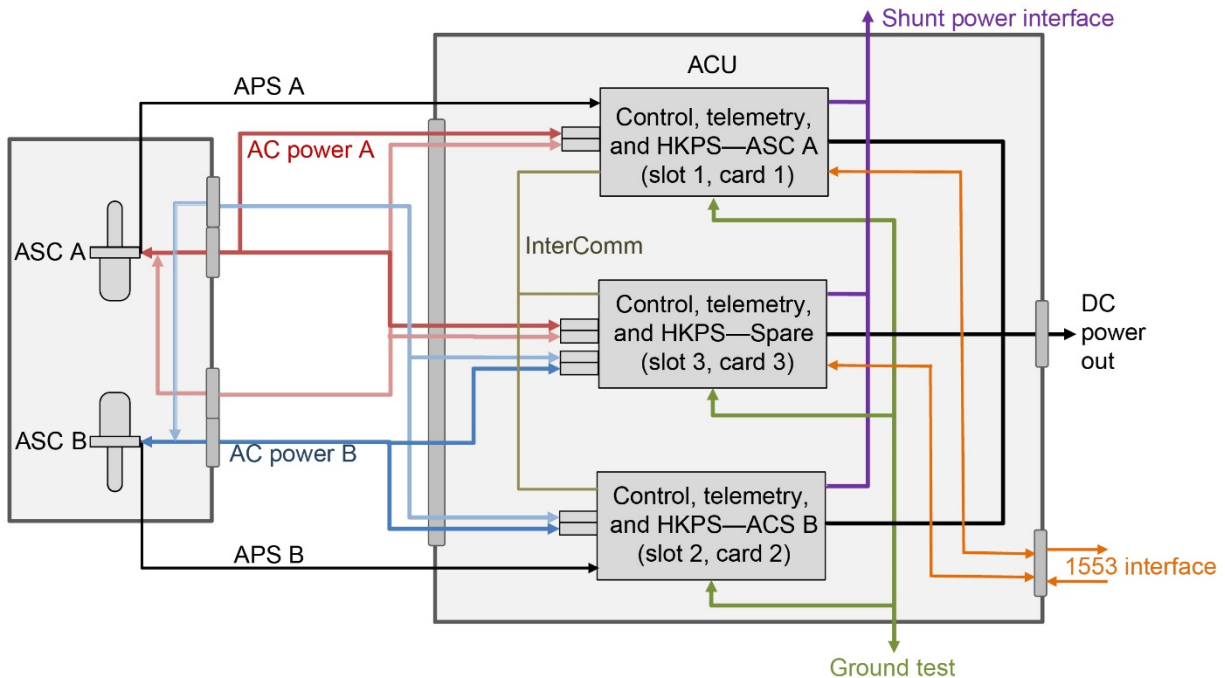 Shunt power interface
ACU
APS A
Control, telemetry,
and HKPS—ASC A
(slot 1, card 1)
AC power A
ASC A
InterComm
Control, telemetry,
and HKPS—Spare
(slot 3, card 3)
DC
power
out
ASC B
AC power B
Control, telemetry,
and HKPS—ACS B
(slot 2, card 2)
APS B
1553 interface
Ground test